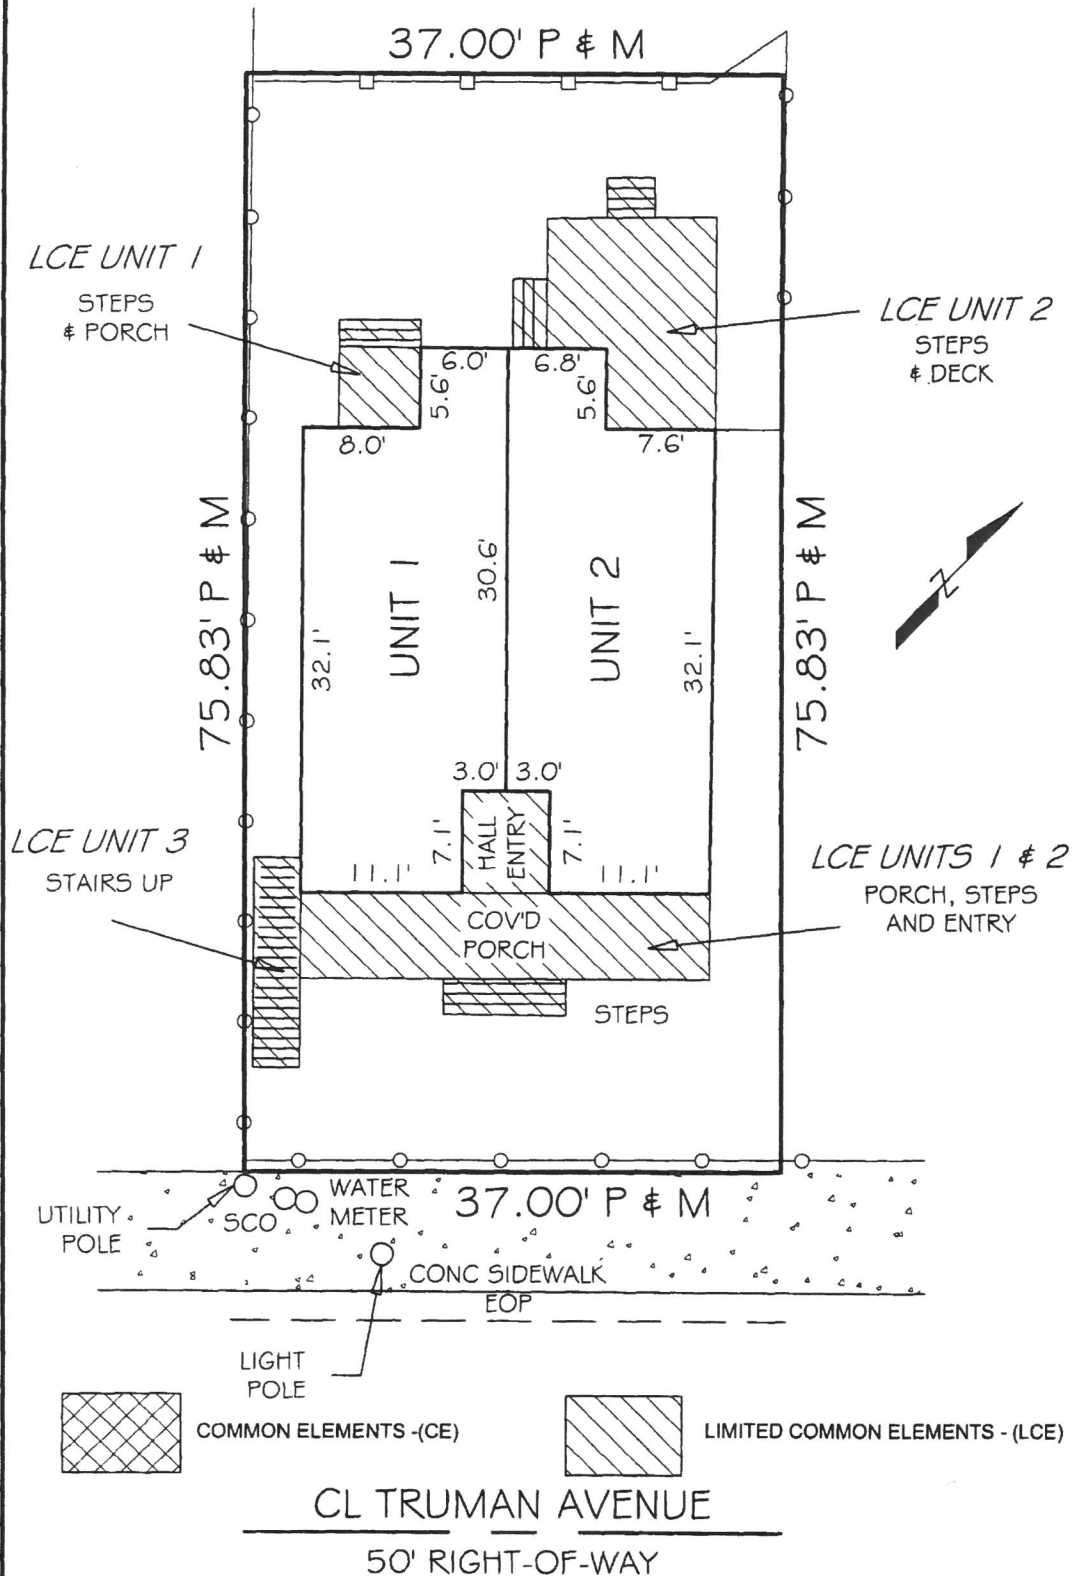 37.00' P & M
LCE UNIT 1
STEPS
& PORCH
LCE UNIT 2
STEPS
& DECK
6.0'
6.8'
5.6'
5.6'
8.0'
7.6'
75.83' P & M
UNIT 1
30.6'
UNIT 2
75.83' P & M
32.1'
32.1'
N
3.0'
3.0'
7.1'
HALL
ENTRY
7.1'
LCE UNIT 3
STAIRS UP
11.1'
11.1'
LCE UNITS 1 & 2
PORCH, STEPS
AND ENTRY
COV'D
PORCH
STEPS
UTILITY
POLE
SCO
WATER
METER
37.00' P & M
CONC SIDEWALK
EOP
LIGHT
POLE
COMMON ELEMENTS -(CE)
LIMITED COMMON ELEMENTS - (LCE)
CL TRUMAN AVENUE
50' RIGHT-OF-WAY